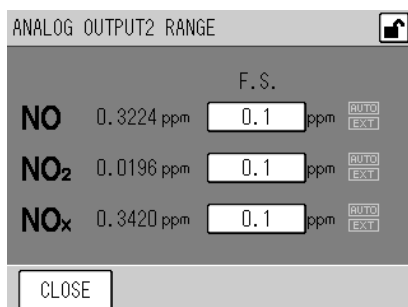 ANALOG OUTPUT2 RANGE
F.S.
NO 0.3224 ppm 0.1 ppm AUTO EXT
NO₂ 0.0196 ppm 0.1 ppm AUTO EXT
NOx 0.3420 ppm 0.1 ppm AUTO EXT
CLOSE